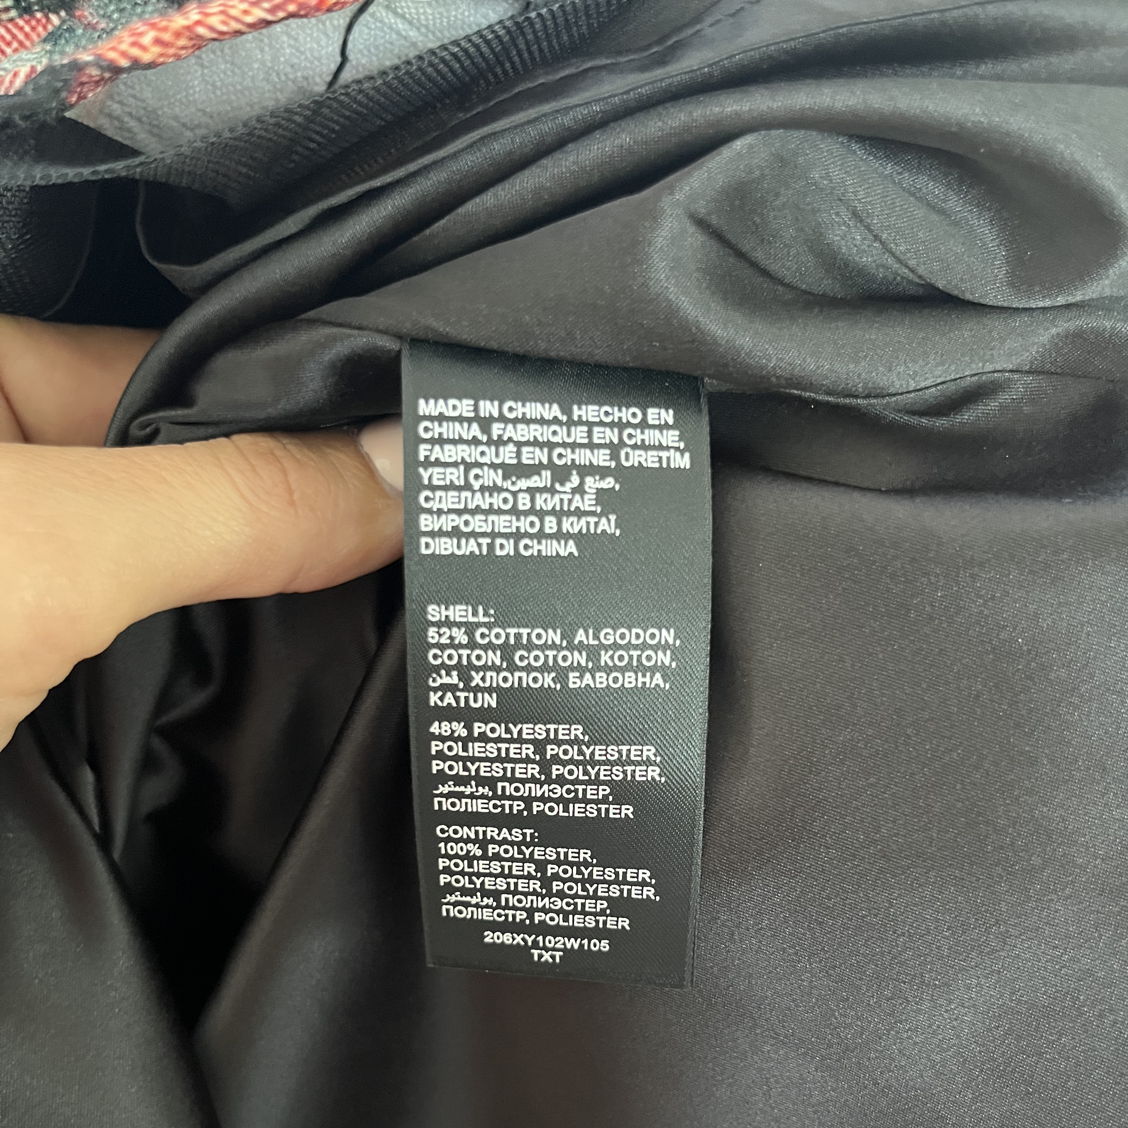 MADE IN CHINA, HECHO EN
CHINA, FABRIQUE EN CHINE,
FABRIQUÉ EN CHINE, ÜRETİM
YERİ ÇİN,صنع في الصين,
СДЕЛАНО В КИТАЕ,
ВИРОБЛЕНО В КИТАЇ,
DIBUAT DI CHINA
SHELL:
52% COTTON, ALGODON,
COTON, COTON, KOTON,
قطن, ХЛОПОК, БАВОВНА,
KATUN
48% POLYESTER,
POLIESTER, POLYESTER,
POLYESTER, POLYESTER,
بوليستير, ПОЛИЭСТЕР,
ПОЛІЕСТР, POLIESTER
CONTRAST:
100% POLYESTER,
POLIESTER, POLYESTER,
POLYESTER, POLYESTER,
بوليستير, ПОЛИЭСТЕР,
ПОЛІЕСТР, POLIESTER
206XY102W105
TXT